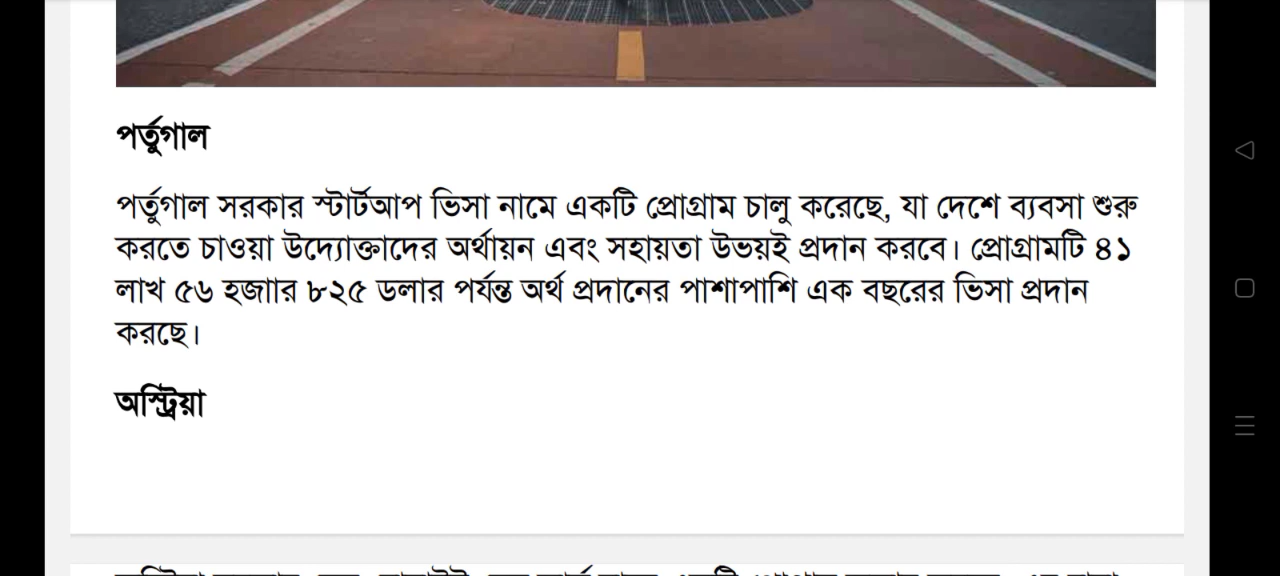 পর্তুগাল
পর্তুগাল সরকার স্টার্টআপ ভিসা নামে একটি প্রোগ্রাম চালু করেছে, যা দেশে ব্যবসা শুরু
করতে চাওয়া উদ্যোক্তাদের অর্থায়ন এবং সহায়তা উভয়ই প্রদান করবে। প্রোগ্রামটি ৪১
লাখ ৫৬ হজাার ৮২৫ ডলার পর্যন্ত অর্থ প্রদানের পাশাপাশি এক বছরের ভিসা প্রদান
করছে।
অস্ট্রিয়া